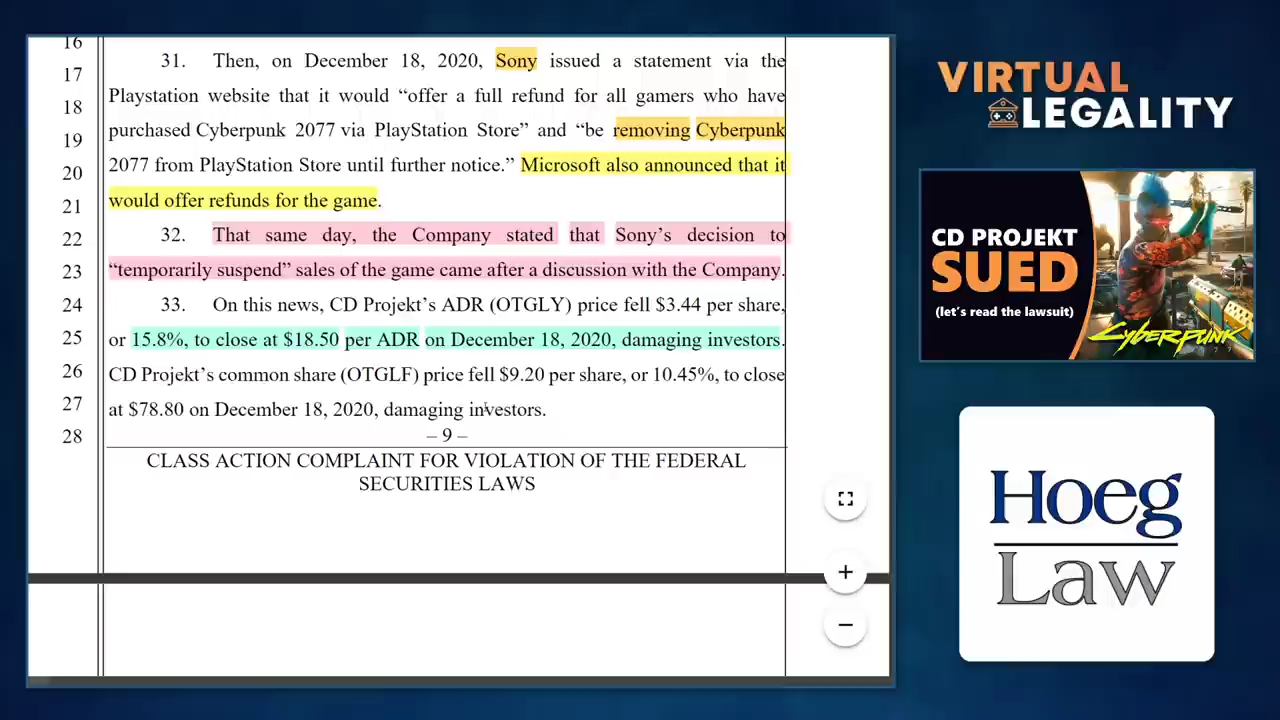 16
31. Then, on December 18, 2020, Sony issued a statement via the
17
Playstation website that it would “offer a full refund for all gamers who have
18
purchased Cyberpunk 2077 via PlayStation Store” and “be removing Cyberpunk
19
2077 from PlayStation Store until further notice.” Microsoft also announced that it
20
would offer refunds for the game.
21
32. That same day, the Company stated that Sony’s decision to
22
“temporarily suspend” sales of the game came after a discussion with the Company.
23
33. On this news, CD Projekt’s ADR (OTGLY) price fell $3.44 per share,
24
or 15.8%, to close at $18.50 per ADR on December 18, 2020, damaging investors.
25
CD Projekt’s common share (OTGLF) price fell $9.20 per share, or 10.45%, to close
26
at $78.80 on December 18, 2020, damaging investors.
27
28
– 9 –
CLASS ACTION COMPLAINT FOR VIOLATION OF THE FEDERAL
SECURITIES LAWS
VIRTUAL
LEGALITY
CD PROJEKT
SUED
(let’s read the lawsuit)
Cyberpunk
Hoeg
Law